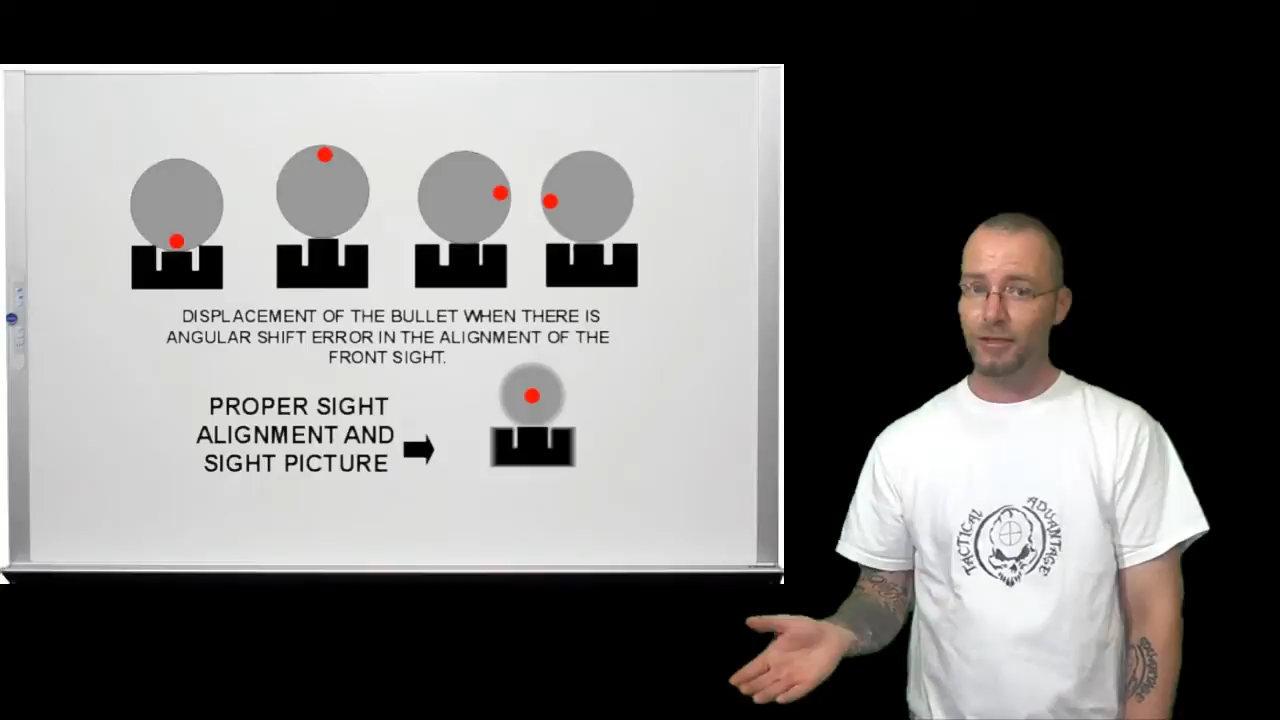 DISPLACEMENT OF THE BULLET WHEN THERE IS
ANGULAR SHIFT ERROR IN THE ALIGNMENT OF THE
FRONT SIGHT.
PROPER SIGHT
ALIGNMENT AND
SIGHT PICTURE
TACTICAL ADVANTAGE